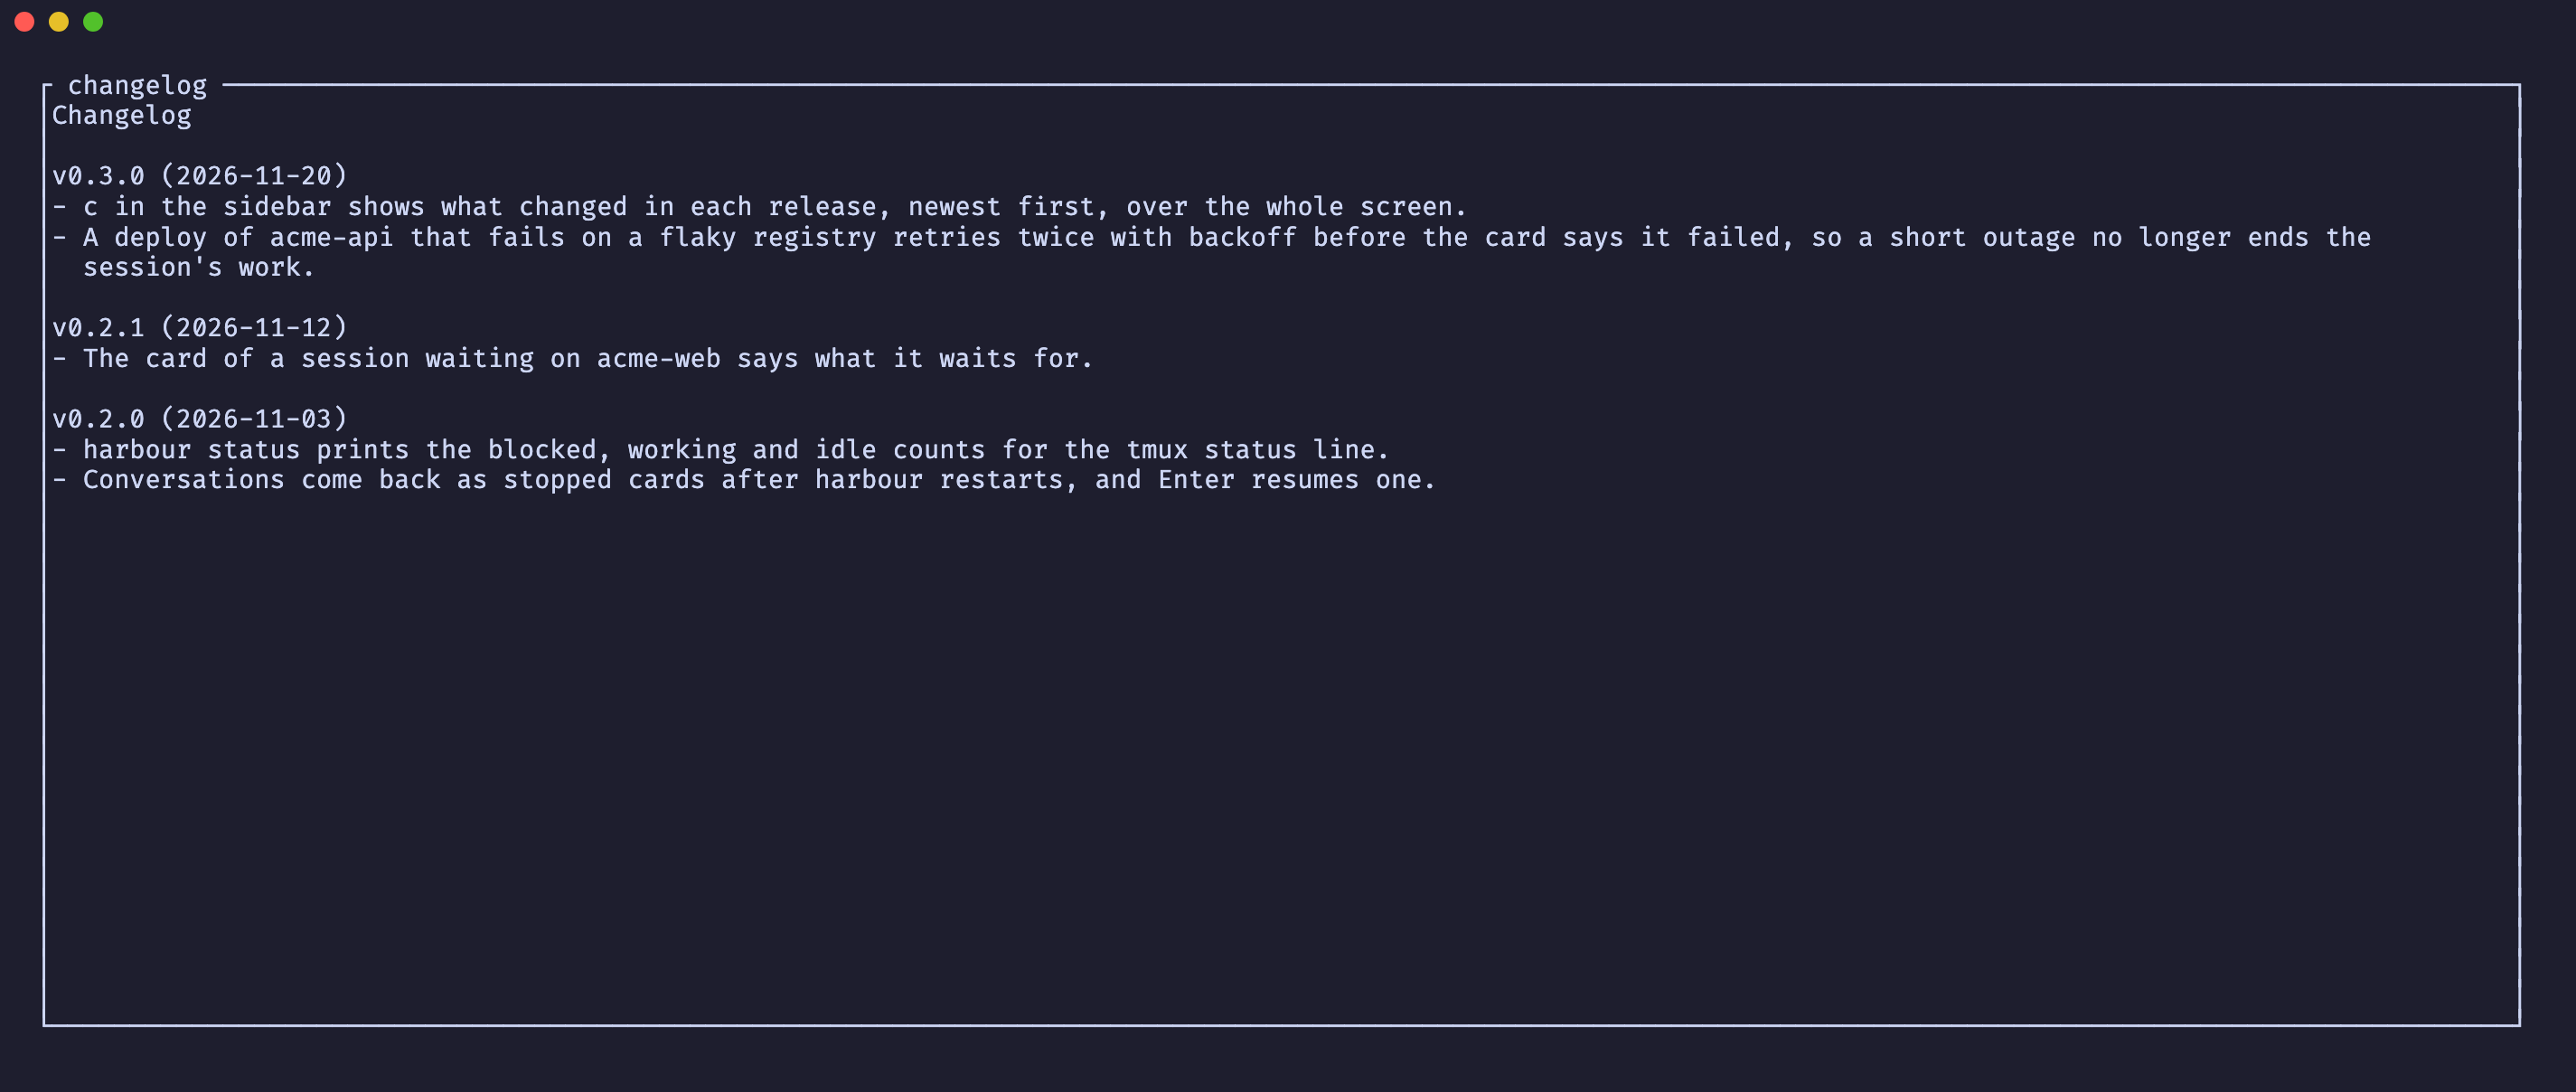 changelog
Changelog
v0.3.0 (2026-11-20)
- c in the sidebar shows what changed in each release, newest first, over the whole screen.
- A deploy of acme-api that fails on a flaky registry retries twice with backoff before the card says it failed, so a short outage no longer ends the
session's work.
v0.2.1 (2026-11-12)
- The card of a session waiting on acme-web says what it waits for.
v0.2.0 (2026-11-03)
- harbour status prints the blocked, working and idle counts for the tmux status line.
- Conversations come back as stopped cards after harbour restarts, and Enter resumes one.